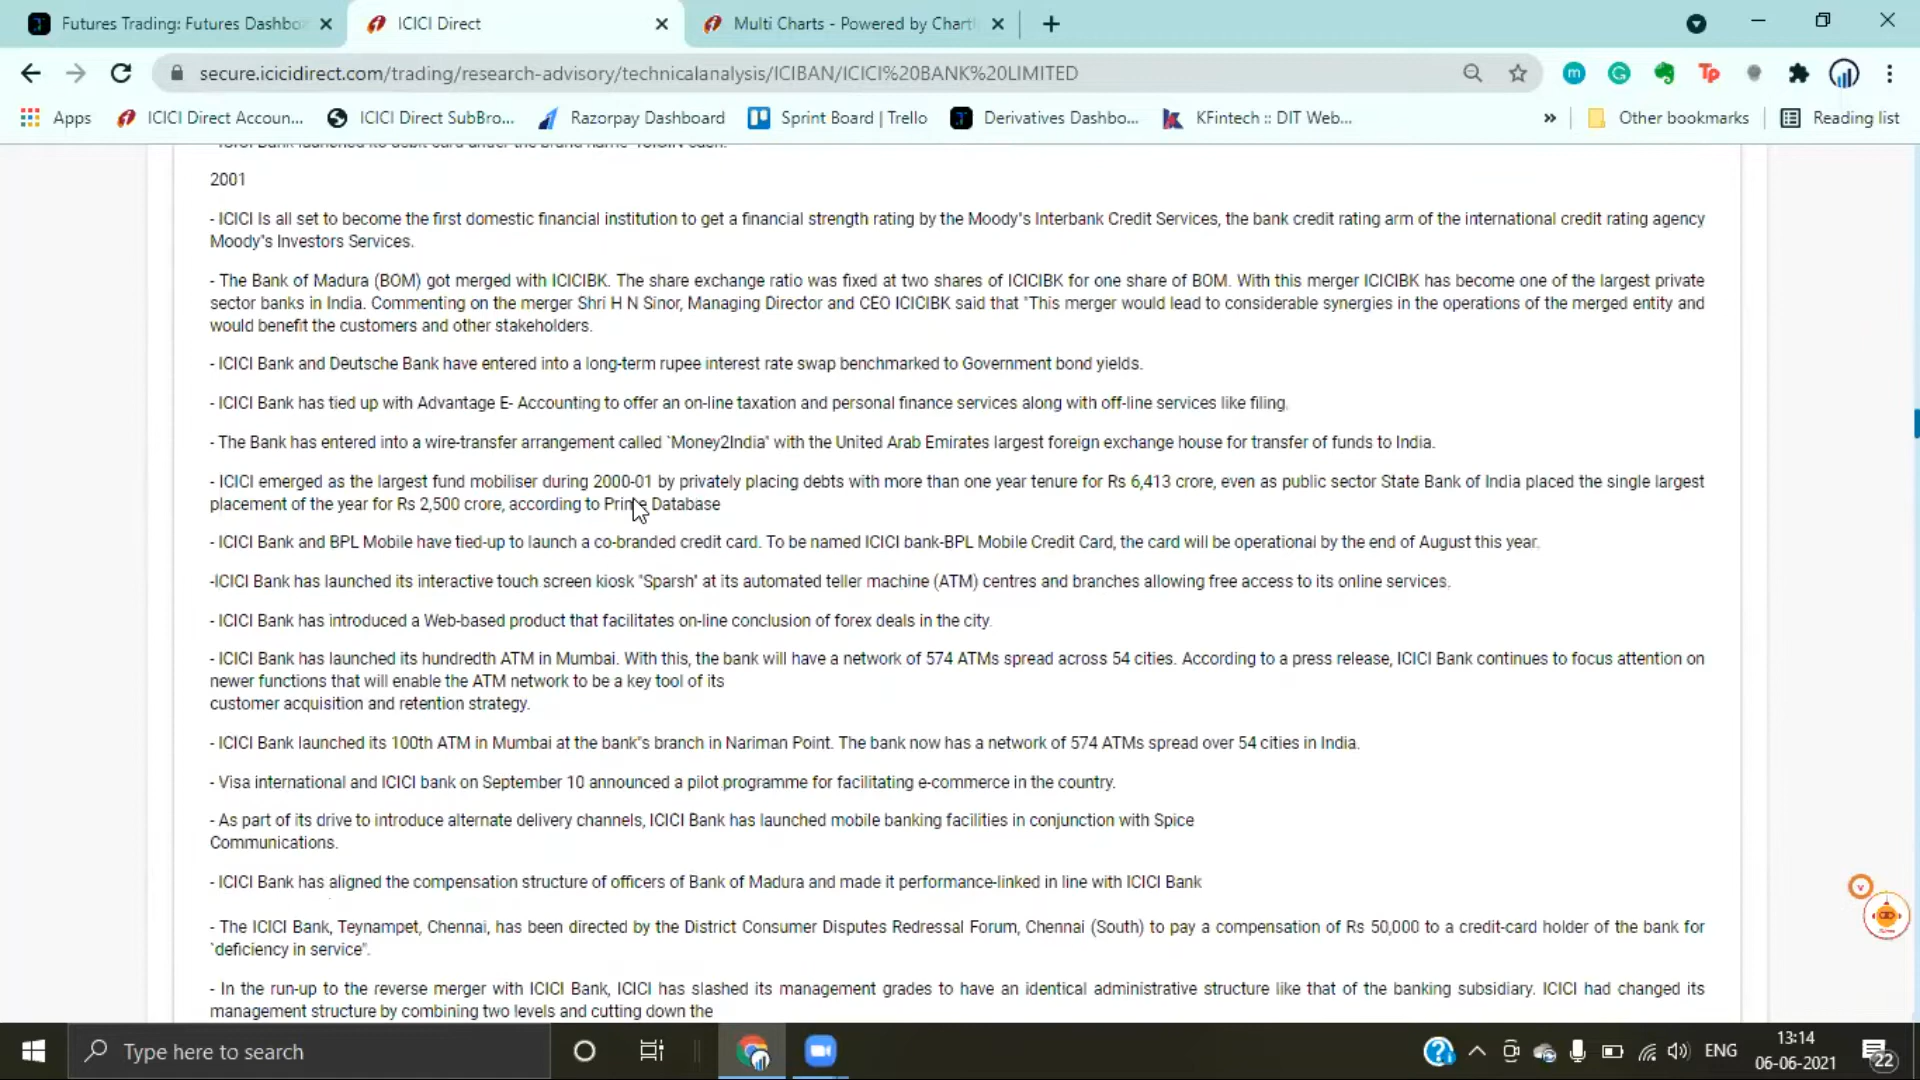 Futures Trading: Futures Dashbo
ICICI Direct
Multi Charts - Powered by Chart
secure.icicidirect.com/trading/research-advisory/technicalanalysis/ICIBAN/ICICI%20BANK%20LIMITED
Apps
ICICI Direct Accoun...
ICICI Direct SubBro...
Razorpay Dashboard
Sprint Board | Trello
Derivatives Dashbo...
KFintech :: DIT Web...
»
Other bookmarks
Reading list
2001
- ICICI Is all set to become the first domestic financial institution to get a financial strength rating by the Moody"s Interbank Credit Services, the bank credit rating arm of the international credit rating agency
Moody"s Investors Services.
- The Bank of Madura (BOM) got merged with ICICIBK. The share exchange ratio was fixed at two shares of ICICIBK for one share of BOM. With this merger ICICIBK has become one of the largest private
sector banks in India. Commenting on the merger Shri H N Sinor, Managing Director and CEO ICICIBK said that "This merger would lead to considerable synergies in the operations of the merged entity and
would benefit the customers and other stakeholders.
- ICICI Bank and Deutsche Bank have entered into a long-term rupee interest rate swap benchmarked to Government bond yields.
- ICICI Bank has tied up with Advantage E- Accounting to offer an on-line taxation and personal finance services along with off-line services like filing.
- The Bank has entered into a wire-transfer arrangement called `Money2India" with the United Arab Emirates largest foreign exchange house for transfer of funds to India.
- ICICI emerged as the largest fund mobiliser during 2000-01 by privately placing debts with more than one year tenure for Rs 6,413 crore, even as public sector State Bank of India placed the single largest
placement of the year for Rs 2,500 crore, according to Prime Database
- ICICI Bank and BPL Mobile have tied-up to launch a co-branded credit card. To be named ICICI bank-BPL Mobile Credit Card, the card will be operational by the end of August this year.
-ICICI Bank has launched its interactive touch screen kiosk "Sparsh" at its automated teller machine (ATM) centres and branches allowing free access to its online services.
- ICICI Bank has introduced a Web-based product that facilitates on-line conclusion of forex deals in the city.
- ICICI Bank has launched its hundredth ATM in Mumbai. With this, the bank will have a network of 574 ATMs spread across 54 cities. According to a press release, ICICI Bank continues to focus attention on
newer functions that will enable the ATM network to be a key tool of its
customer acquisition and retention strategy.
- ICICI Bank launched its 100th ATM in Mumbai at the bank"s branch in Nariman Point. The bank now has a network of 574 ATMs spread over 54 cities in India.
- Visa international and ICICI bank on September 10 announced a pilot programme for facilitating e-commerce in the country.
- As part of its drive to introduce alternate delivery channels, ICICI Bank has launched mobile banking facilities in conjunction with Spice
Communications.
- ICICI Bank has aligned the compensation structure of officers of Bank of Madura and made it performance-linked in line with ICICI Bank
- The ICICI Bank, Teynampet, Chennai, has been directed by the District Consumer Disputes Redressal Forum, Chennai (South) to pay a compensation of Rs 50,000 to a credit-card holder of the bank for
`deficiency in service".
- In the run-up to the reverse merger with ICICI Bank, ICICI has slashed its management grades to have an identical administrative structure like that of the banking subsidiary. ICICI had changed its
management structure by combining two levels and cutting down the
Type here to search
ENG
13:14
06-06-2021
22